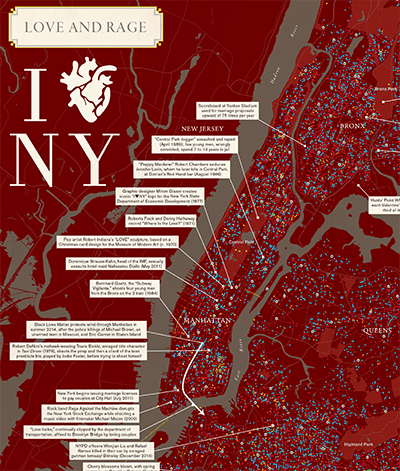 LOVE AND RAGE
I
NY
Hudson River
Scoreboard at Yankee Stadium
used for marriage proposals
upward of 75 times per year
Bronx Park
NEW JERSEY
BRONX
"Central Park Jogger" assaulted and raped
(April 1989); five young men, wrongly
convicted, spend 7 to 13 years in jail
"Preppy Murderer" Robert Chambers seduces
Jennifer Levin, whom he later kills in Central Park,
at Dorrian's Red Hand bar (August 1986)
Graphic designer Milton Glaser creates
iconic "I♥NY" logo for the New York State
Department of Economic Development (1977)
Roberta Flack and Donny Hathaway
record "Where Is the Love?" (1971)
Central Park
Pop artist Robert Indiana's "LOVE" sculpture, based on a
Christmas card design for the Museum of Modern Art (c. 1970)
Dominique Strauss-Kahn, head of the IMF, sexually
assaults hotel maid Nafissatou Diallo (May 2011)
Bernhard Goetz, the "Subway
Vigilante," shoots four young men
from the Bronx on the 2 train (1984)
MANHATTAN
QUEENS
Black Lives Matter protests wind through Manhattan in
summer 2014, after the police killings of Michael Brown, an
unarmed teen in Missouri, and Eric Garner in Staten Island
Robert DeNiro's mohawk-wearing Travis Bickle, enraged title character
in Taxi Driver (1976), shoots the pimp and then a client of the teen
prostitute Iris, played by Jodie Foster, before trying to shoot himself
East River
New York begins issuing marriage licenses
to gay couples at City Hall (July 2011)
Rock band Rage Against the Machine disrupts
the New York Stock Exchange while shooting a
music video with filmmaker Michael Moore (2000)
"Love locks," continually clipped by the department of
transportation, affixed to Brooklyn Bridge by loving couples
NYPD officers Wenjian Liu and Rafael
Ramos killed in their car by enraged
gunman Ismaaiyl Brinsley (December 2014)
Highland Park
Cherry blossoms bloom, with spring